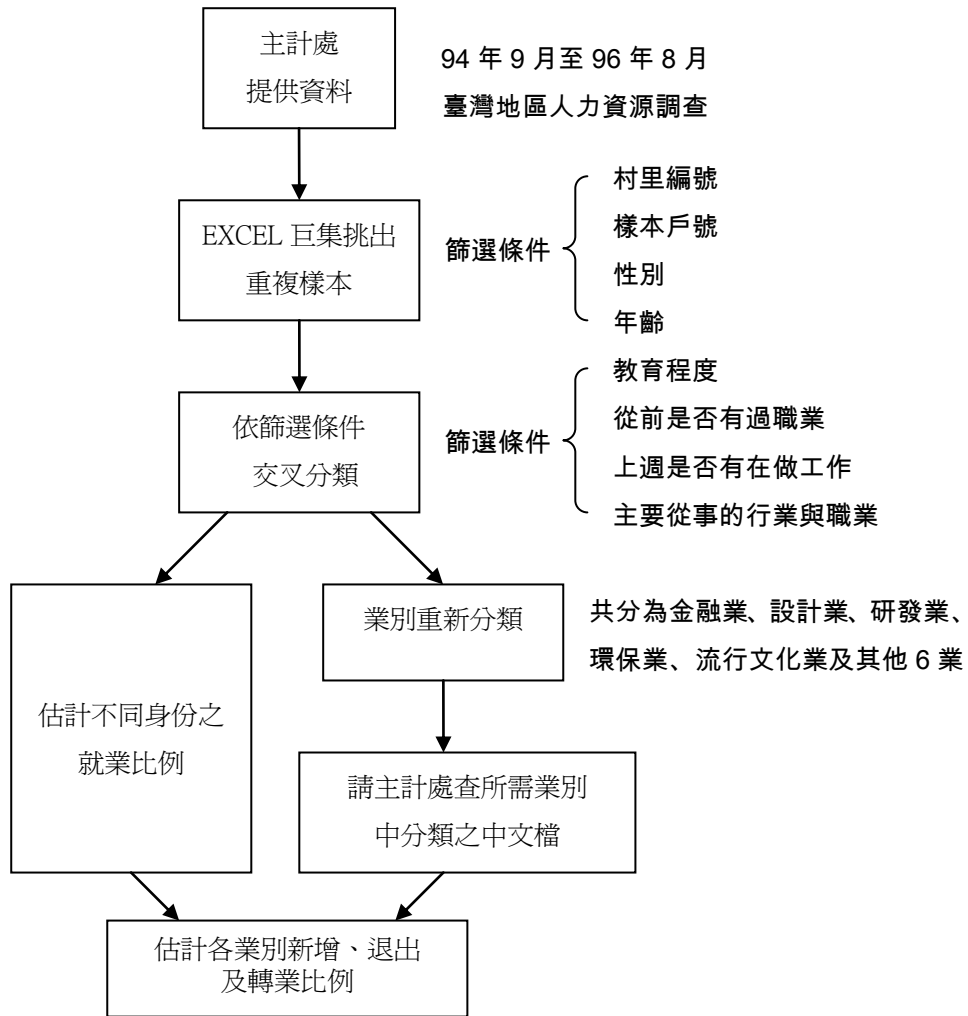 主計處
提供資料
94 年 9 月至 96 年 8 月
臺灣地區人力資源調查
EXCEL 巨集挑出
重複樣本
篩選條件
村里編號
樣本戶號
性別
年齡
依篩選條件
交叉分類
篩選條件
教育程度
從前是否有過職業
上週是否有在做工作
主要從事的行業與職業
估計不同身份之
就業比例
業別重新分類
共分為金融業、設計業、研發業、
環保業、流行文化業及其他 6 業
請主計處查所需業別
中分類之中文檔
估計各業別新增、退出
及轉業比例